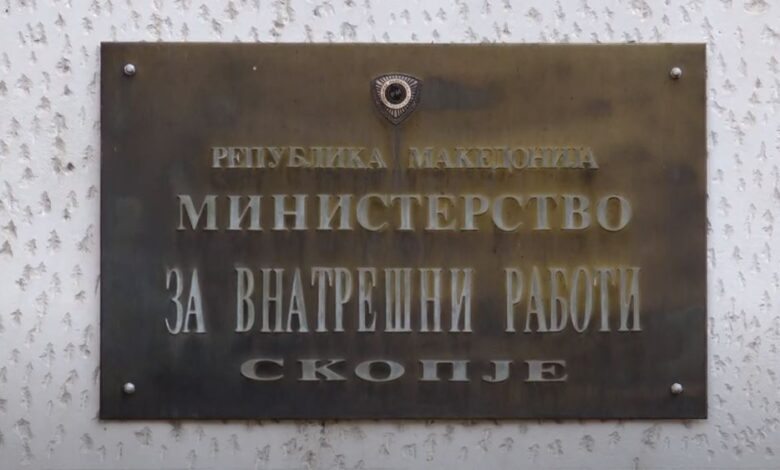 РЕПУБЛИКА МАКЕДОНИЈА
МИНИСТЕРСТВО
ЗА ВНАТРЕШНИ РАБОТИ
СКОПЈЕ